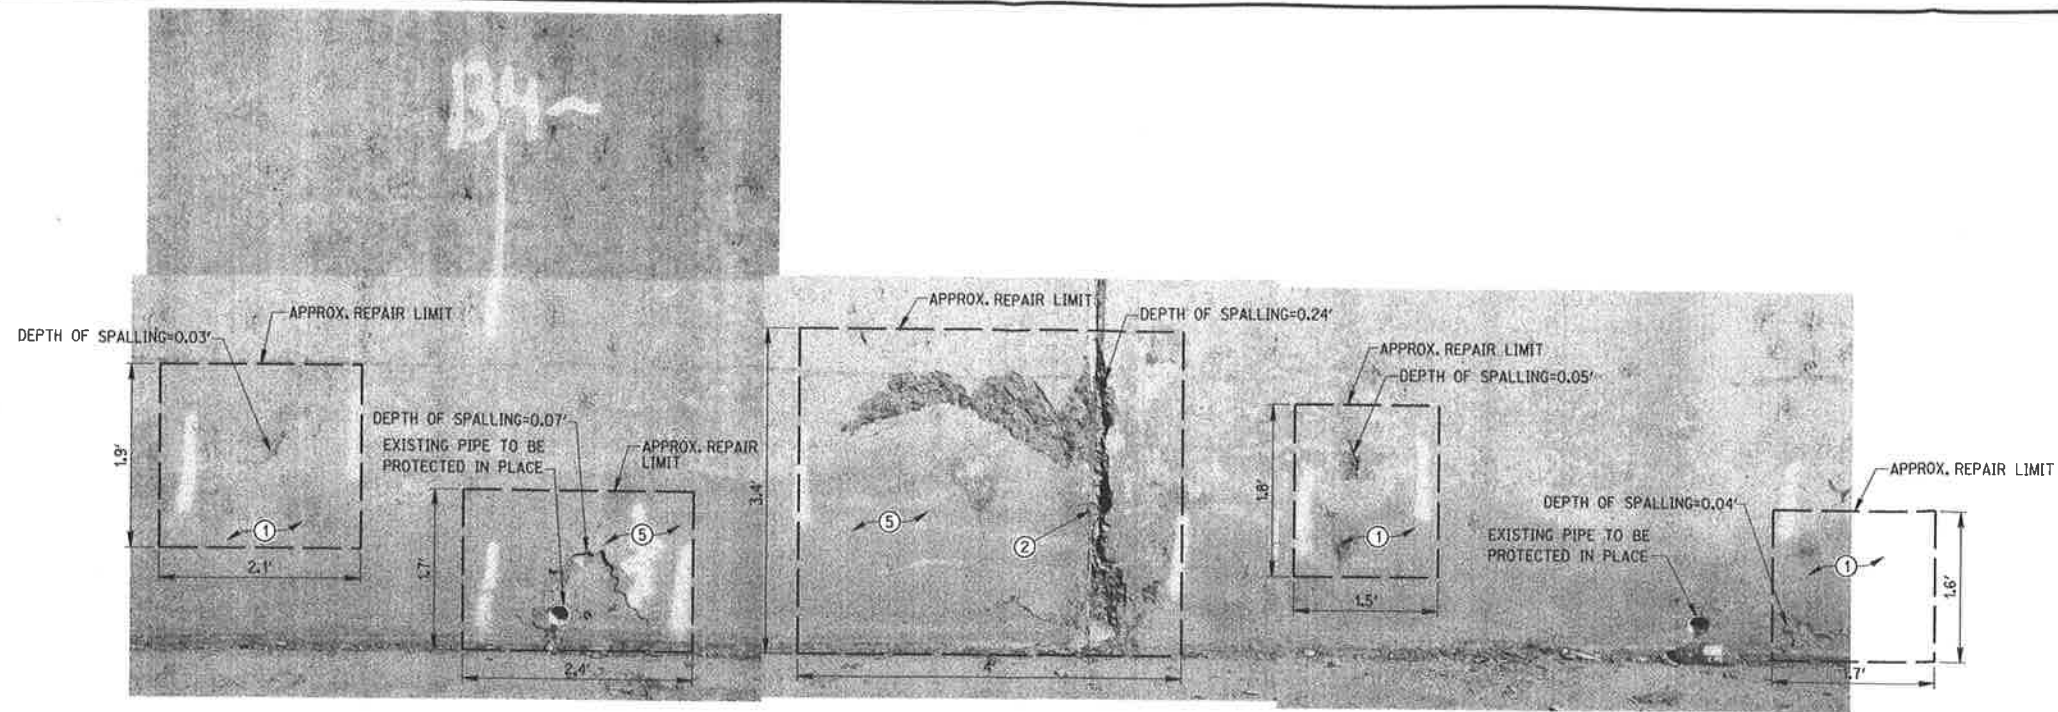 B4~
APPROX. REPAIR LIMIT
DEPTH OF SPALLING=0.03'
1.9'
1
2.1'
DEPTH OF SPALLING=0.07'
EXISTING PIPE TO BE
PROTECTED IN PLACE
APPROX. REPAIR
LIMIT
1.7'
5
2.4'
APPROX. REPAIR LIMIT
DEPTH OF SPALLING=0.24'
3.4'
5
2
4'
APPROX. REPAIR LIMIT
DEPTH OF SPALLING=0.05'
1.8'
1
1.5'
APPROX. REPAIR LIMIT
DEPTH OF SPALLING=0.04'
EXISTING PIPE TO BE
PROTECTED IN PLACE
1
1.6'